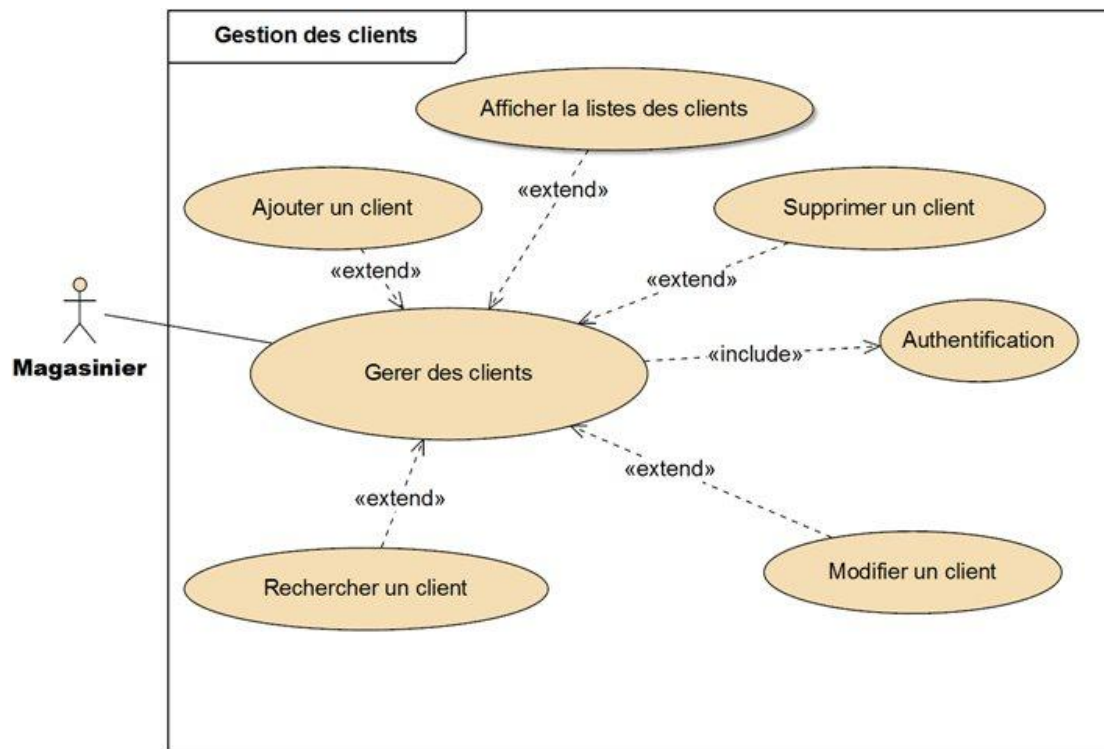 Gestion des clients
Afficher la listes des clients
«extend»
Ajouter un client
Supprimer un client
«extend»
«extend»
Authentification
«include»
Magasinier
Gerer des clients
«extend»
«extend»
Rechercher un client
Modifier un client